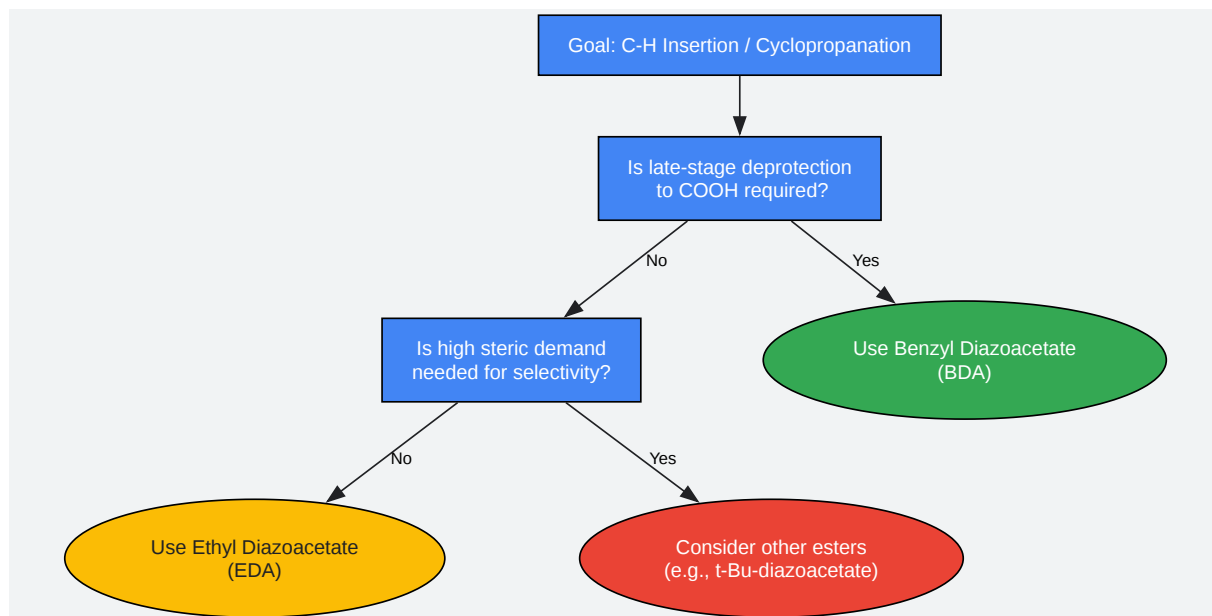 Goal: C-H Insertion / Cyclopropanation
Is late-stage deprotection
to COOH required?
No
Yes
Is high steric demand
needed for selectivity?
Use Benzyl Diazoacetate
(BDA)
No
Yes
Use Ethyl Diazoacetate
(EDA)
Consider other esters
(e.g., t-Bu-diazoacetate)